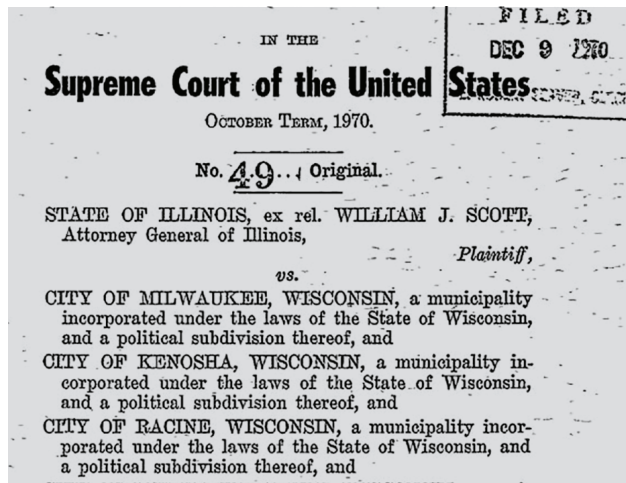 FILED
DEC 9 1970
IN THE
Supreme Court of the United States
OCTOBER TERM, 1970.
No. 49.., Original.
STATE OF ILLINOIS, ex rel. WILLIAM J. SCOTT,
Attorney General of Illinois,
Plaintiff,
vs.
CITY OF MILWAUKEE, WISCONSIN, a municipality
incorporated under the laws of the State of Wisconsin,
and a political subdivision thereof, and
CITY OF KENOSHA, WISCONSIN, a municipality in-
corporated under the laws of the State of Wisconsin,
and a political subdivision thereof, and
CITY OF RACINE, WISCONSIN, a municipality incor-
porated under the laws of the State of Wisconsin, and
a political subdivision thereof, and